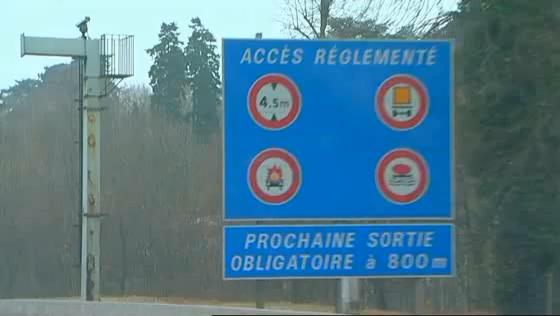 ACCÈS RÉGLEMENTÉ
4.5m
PROCHAINE SORTIE
OBLIGATOIRE à 800m